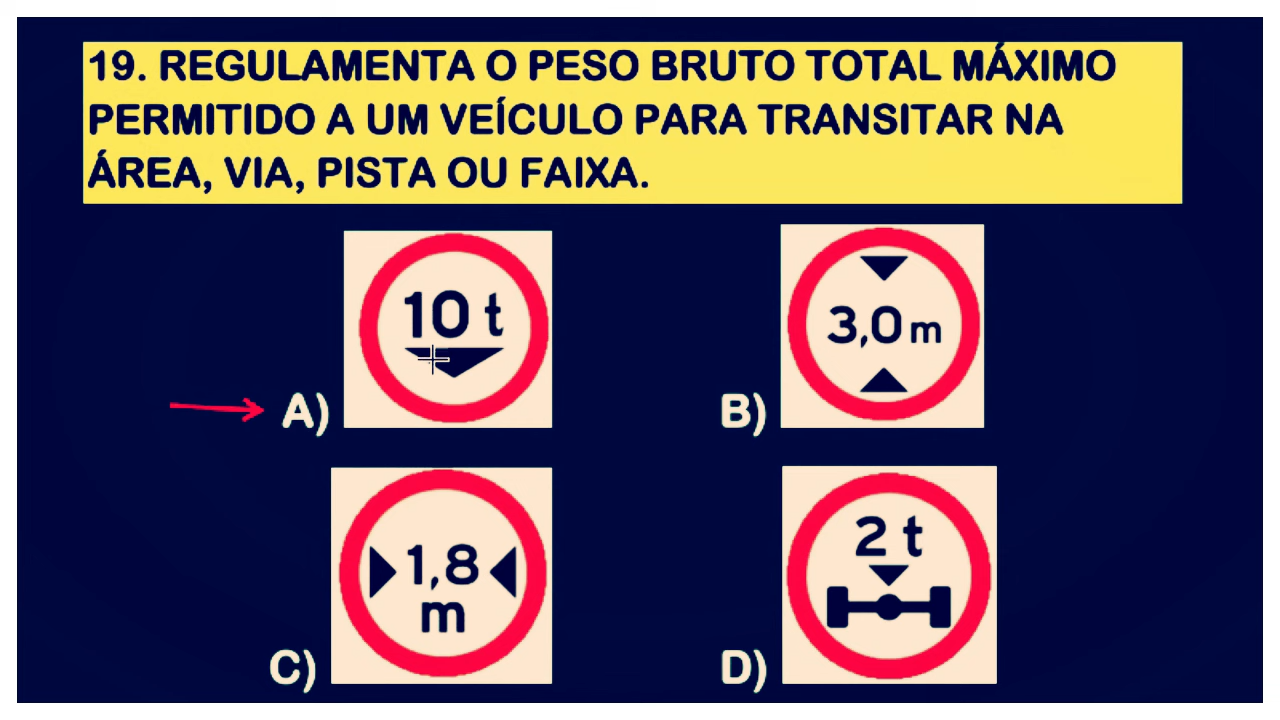 19. REGULAMENTA O PESO BRUTO TOTAL MÁXIMO
PERMITIDO A UM VEÍCULO PARA TRANSITAR NA
ÁREA, VIA, PISTA OU FAIXA.
10 t
A)
3,0 m
B)
1,8
m
C)
2 t
D)